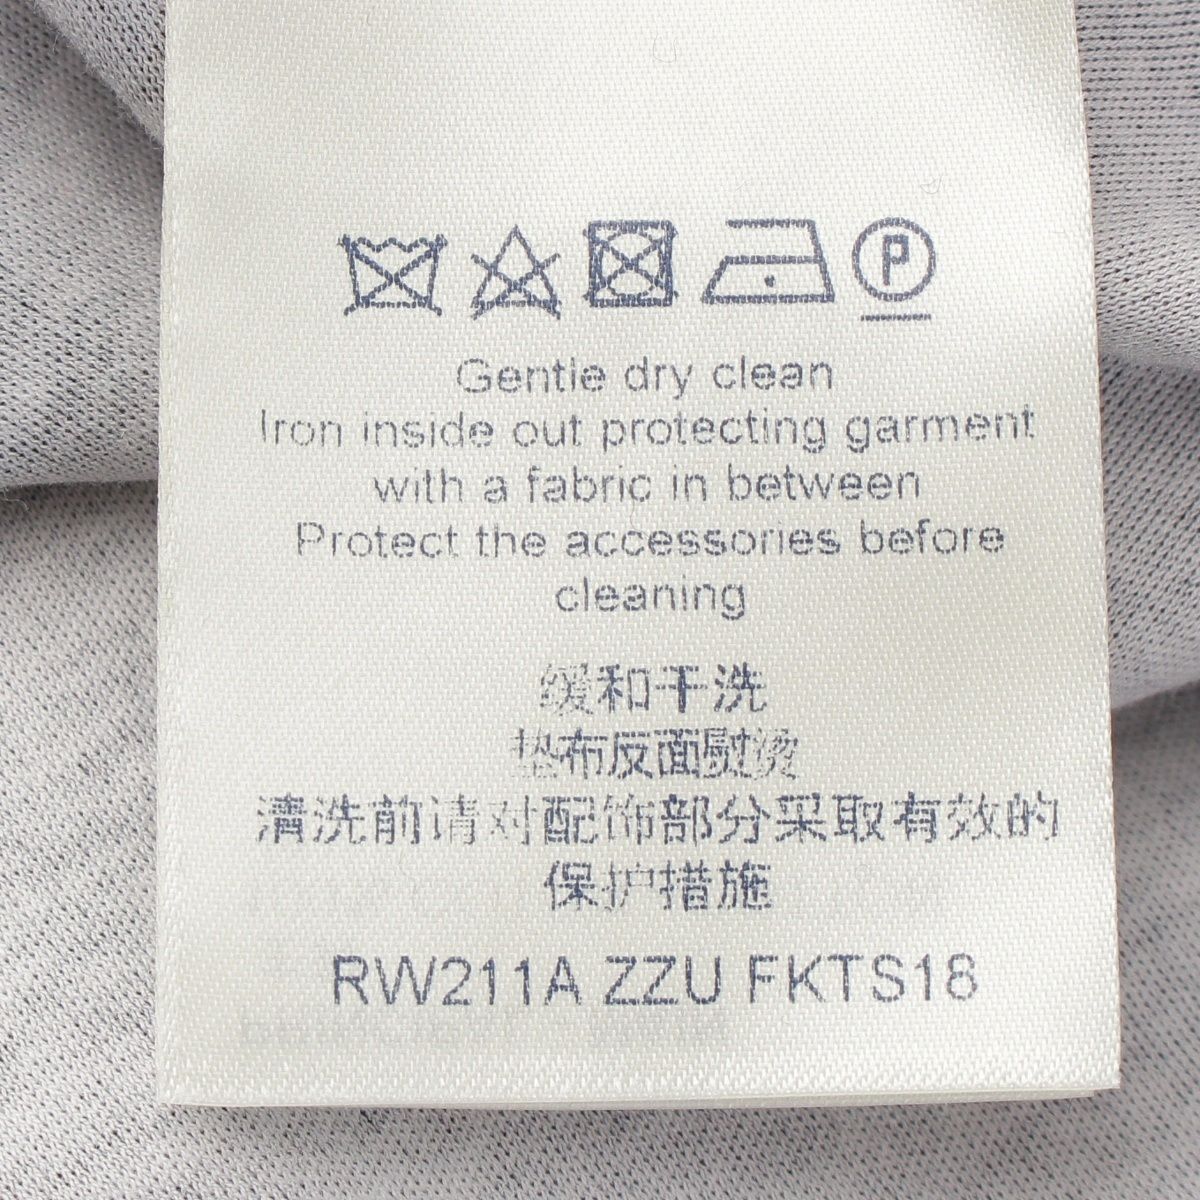 P
Gentle dry clean
Iron inside out protecting garment
with a fabric in between
Protect the accessories before
cleaning
缓和干洗
垫布反面熨烫
清洗前请对配饰部分采取有效的
保护措施
RW211A ZZU FKTS18